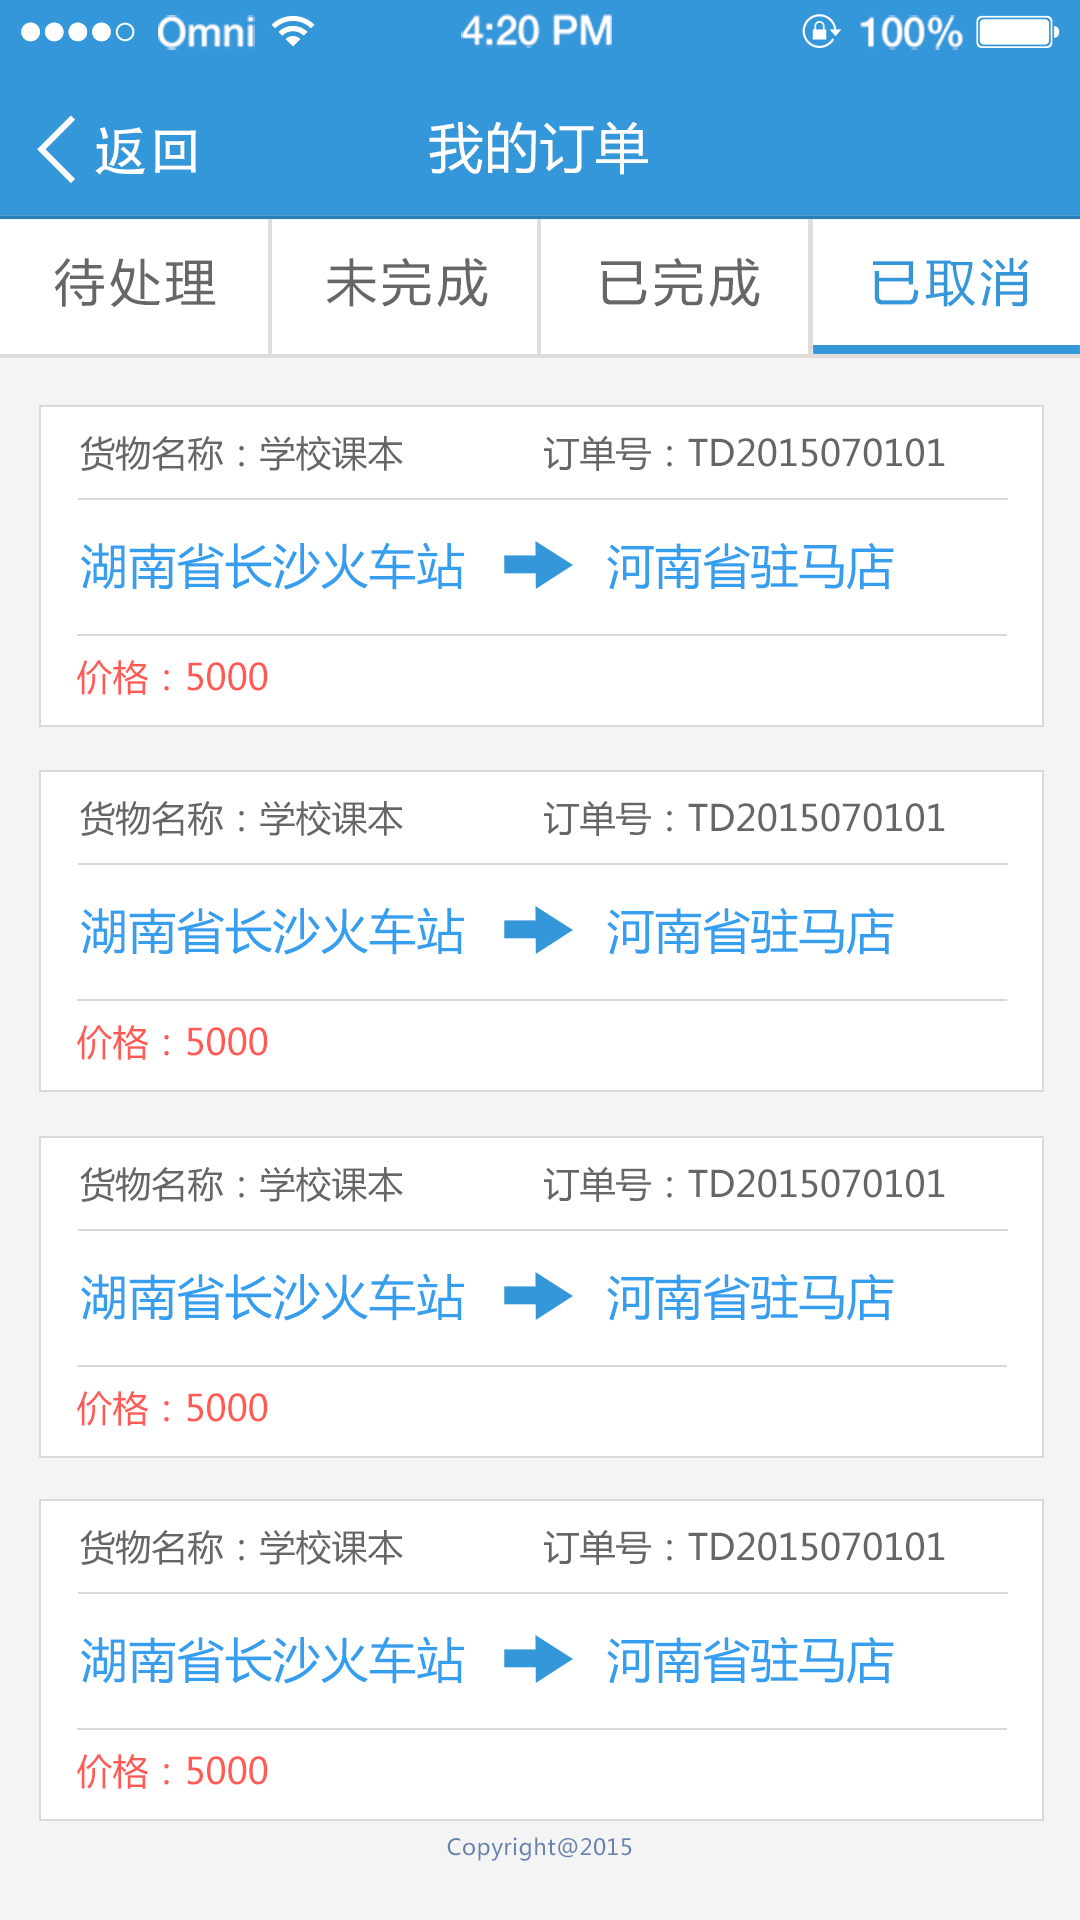 Omni 4:20 PM 100%
返回 我的订单
待处理 未完成 已完成 已取消
货物名称：学校课本 订单号：TD2015070101
湖南省长沙火车站 河南省驻马店
价格：5000
货物名称：学校课本 订单号：TD2015070101
湖南省长沙火车站 河南省驻马店
价格：5000
货物名称：学校课本 订单号：TD2015070101
湖南省长沙火车站 河南省驻马店
价格：5000
货物名称：学校课本 订单号：TD2015070101
湖南省长沙火车站 河南省驻马店
价格：5000
Copyright@2015